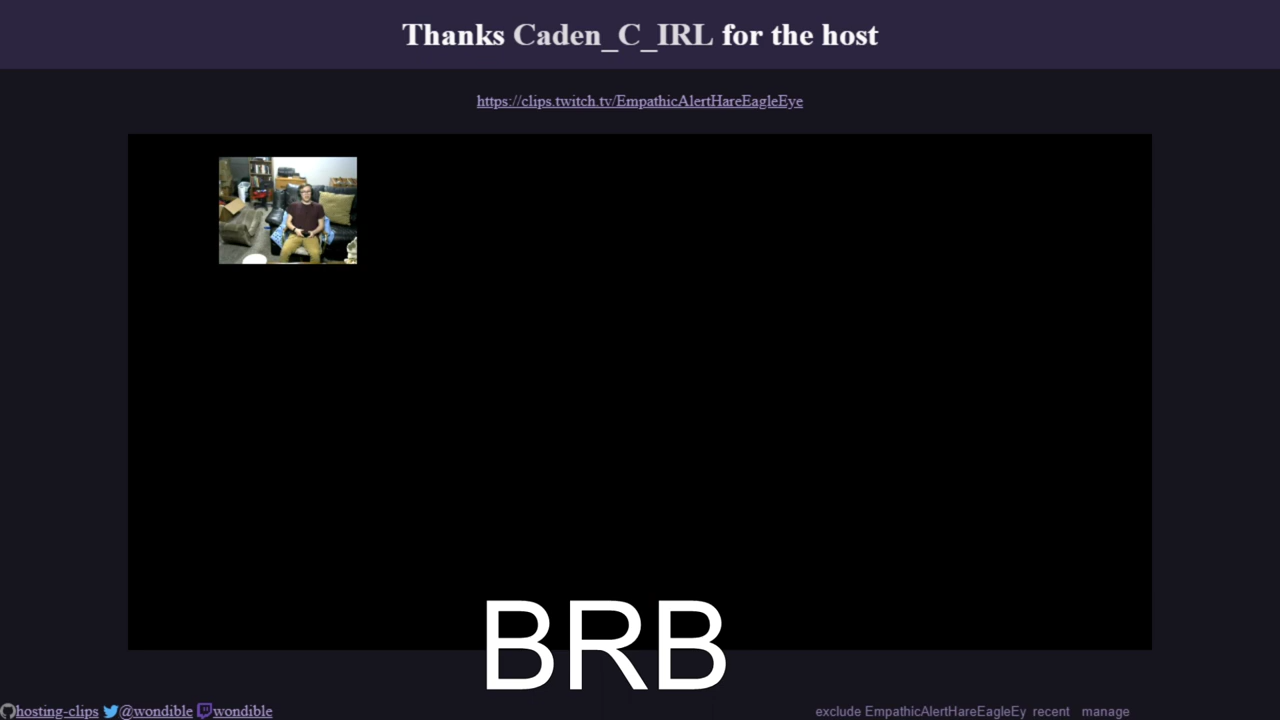 Thanks Caden_C_IRL for the host
https://clips.twitch.tv/EmpathicAlertHareEagleEye
BRB
hosting-clips @wondible wondible
exclude EmpathicAlertHareEagleEy recent manage